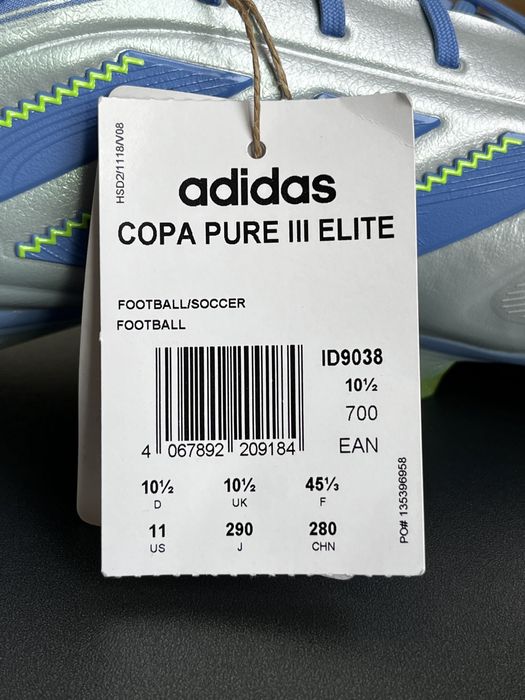 HSD2/1118/V08
adidas
COPA PURE III ELITE
FOOTBALL/SOCCER
FOOTBALL
ID9038
10½
700
EAN
4 067892 209184
10½ 10½ 45⅓
D UK F
11 290 280
US J CHN
PO# 135396958